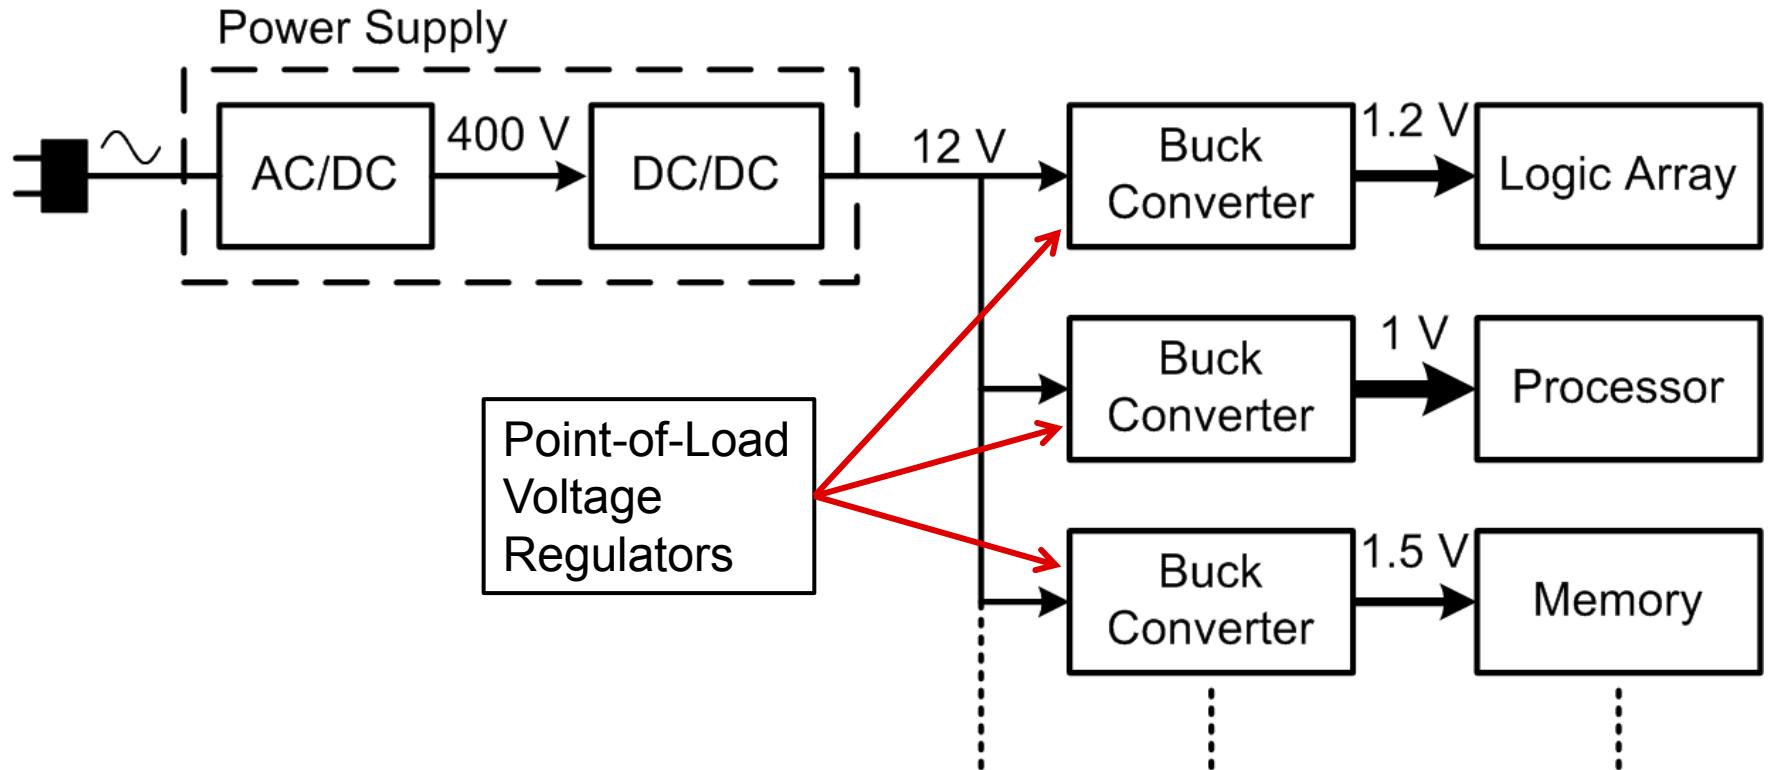 Power Supply
AC/DC
400 V
DC/DC
12 V
Buck
Converter
1.2 V
Logic Array
Buck
Converter
1 V
Processor
Point-of-Load
Voltage
Regulators
Buck
Converter
1.5 V
Memory